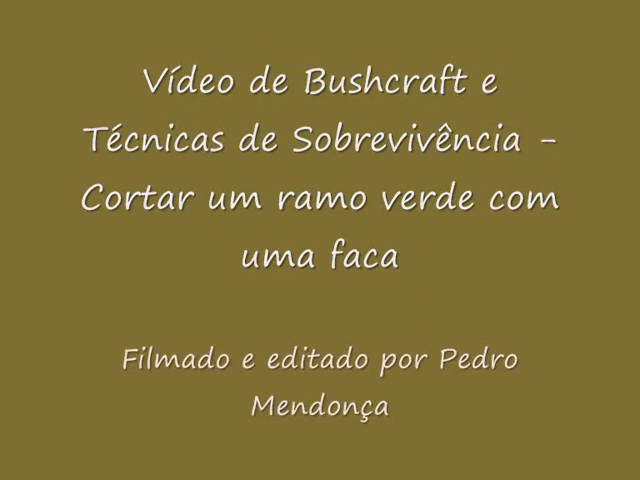 Vídeo de Bushcraft e
Técnicas de Sobrevivência -
Cortar um ramo verde com
uma faca
Filmado e editado por Pedro
Mendonça